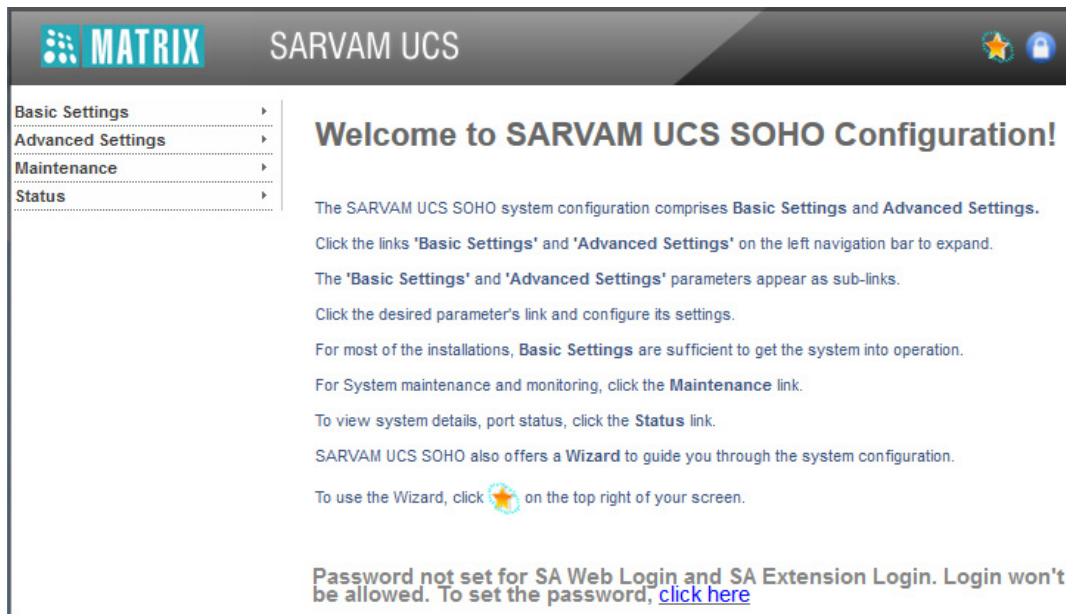 MATRIX SARVAM UCS
Basic Settings
Advanced Settings
Maintenance
Status
Welcome to SARVAM UCS SOHO Configuration!
The SARVAM UCS SOHO system configuration comprises Basic Settings and Advanced Settings.
Click the links 'Basic Settings' and 'Advanced Settings' on the left navigation bar to expand.
The 'Basic Settings' and 'Advanced Settings' parameters appear as sub-links.
Click the desired parameter's link and configure its settings.
For most of the installations, Basic Settings are sufficient to get the system into operation.
For System maintenance and monitoring, click the Maintenance link.
To view system details, port status, click the Status link.
SARVAM UCS SOHO also offers a Wizard to guide you through the system configuration.
To use the Wizard, click on the top right of your screen.
Password not set for SA Web Login and SA Extension Login. Login won't
be allowed. To set the password, click here